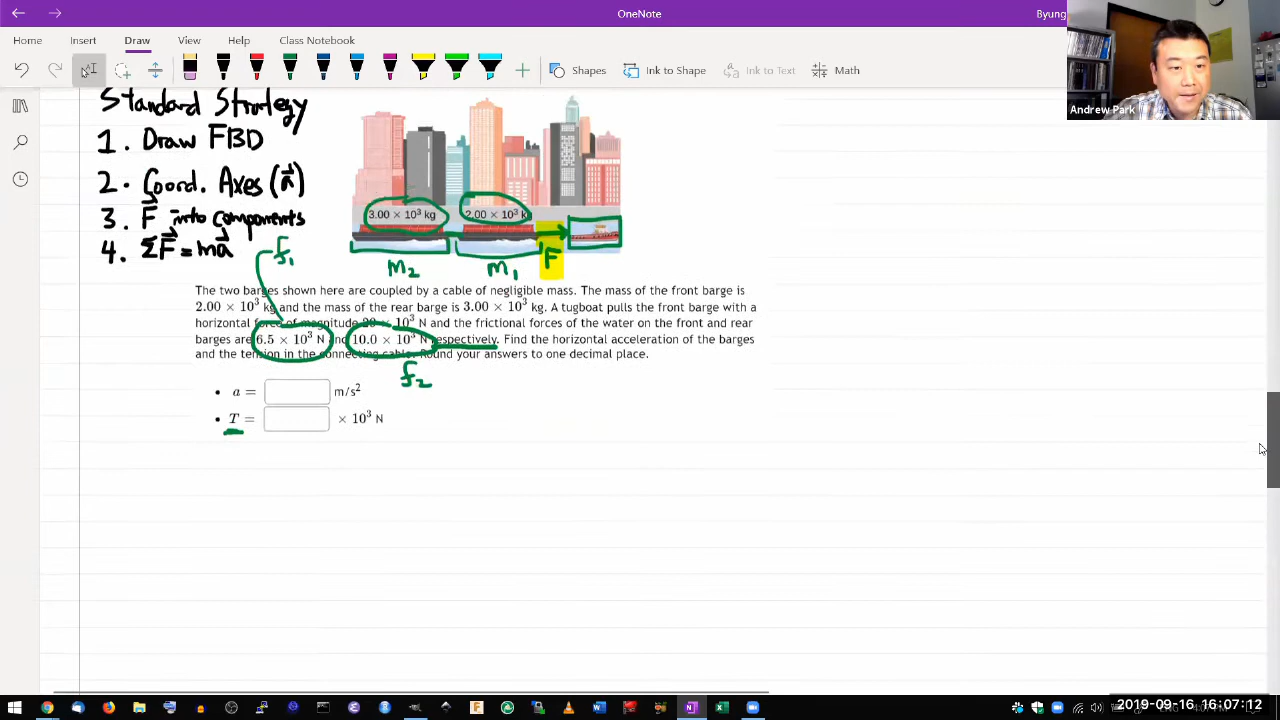 OneNote
Byung
Home Insert Draw View Help Class Notebook
Shapes Ink to Shape Ink to Text Math
Andrew Park
Standard Strategy
1. Draw FBD
2. Coord. Axes (a⃗)
3. F⃗ into components
4. ΣF⃗ = ma⃗
3.00 × 10³ kg 2.00 × 10³ k
F
m₂ m₁
f₁
The two barges shown here are coupled by a cable of negligible mass. The mass of the front barge is
2.00 × 10³ kg and the mass of the rear barge is 3.00 × 10³ kg. A tugboat pulls the front barge with a
horizontal force of magnitude 20 × 10³ N and the frictional forces of the water on the front and rear
barges are 6.5 × 10³ N and 10.0 × 10³ N respectively. Find the horizontal acceleration of the barges
and the tension in the connecting cable. Round your answers to one decimal place.
f₂
• a = m/s²
• T = × 10³ N
2019-09-16 16:07:12